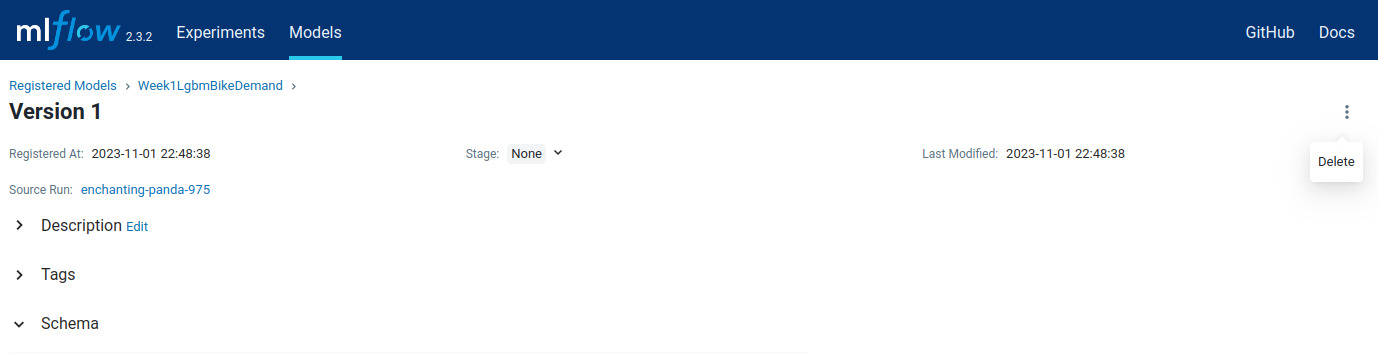 mlflow 2.3.2 Experiments Models GitHub Docs
Registered Models › Week1LgbmBikeDemand ›
Version 1
Registered At: 2023-11-01 22:48:38 Stage: None Last Modified: 2023-11-01 22:48:38
Delete
Source Run: enchanting-panda-975
Description Edit
Tags
Schema